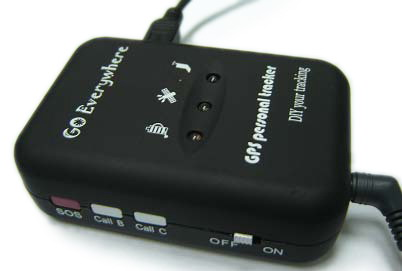 GO Everywhere
GPS personal tracker
DIY your tracking
SOS
Call B
Call C
OFF
ON